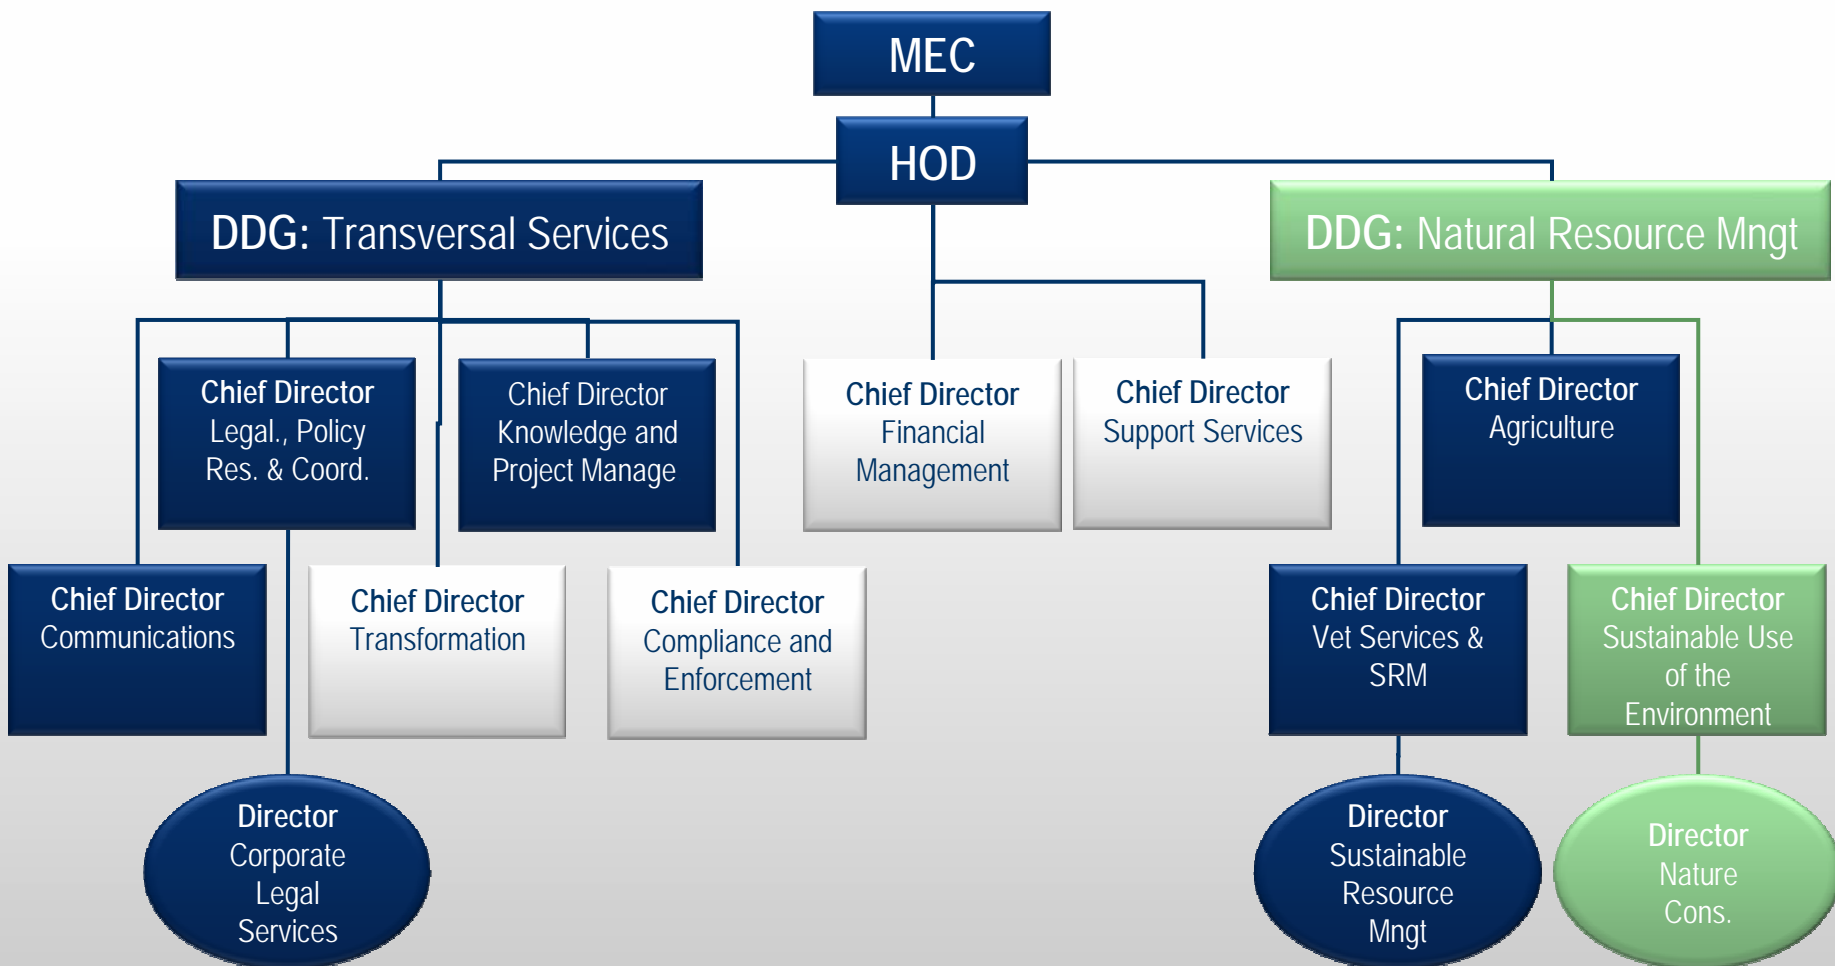 MEC
HOD
DDG: Transversal Services
DDG: Natural Resource Mngt
Chief Director
Legal., Policy
Res. & Coord.
Chief Director
Knowledge and
Project Manage
Chief Director
Financial
Management
Chief Director
Support Services
Chief Director
Agriculture
Chief Director
Communications
Chief Director
Transformation
Chief Director
Compliance and
Enforcement
Chief Director
Vet Services &
SRM
Chief Director
Sustainable Use
of the
Environment
Director
Corporate
Legal
Services
Director
Sustainable
Resource
Mngt
Director
Nature
Cons.